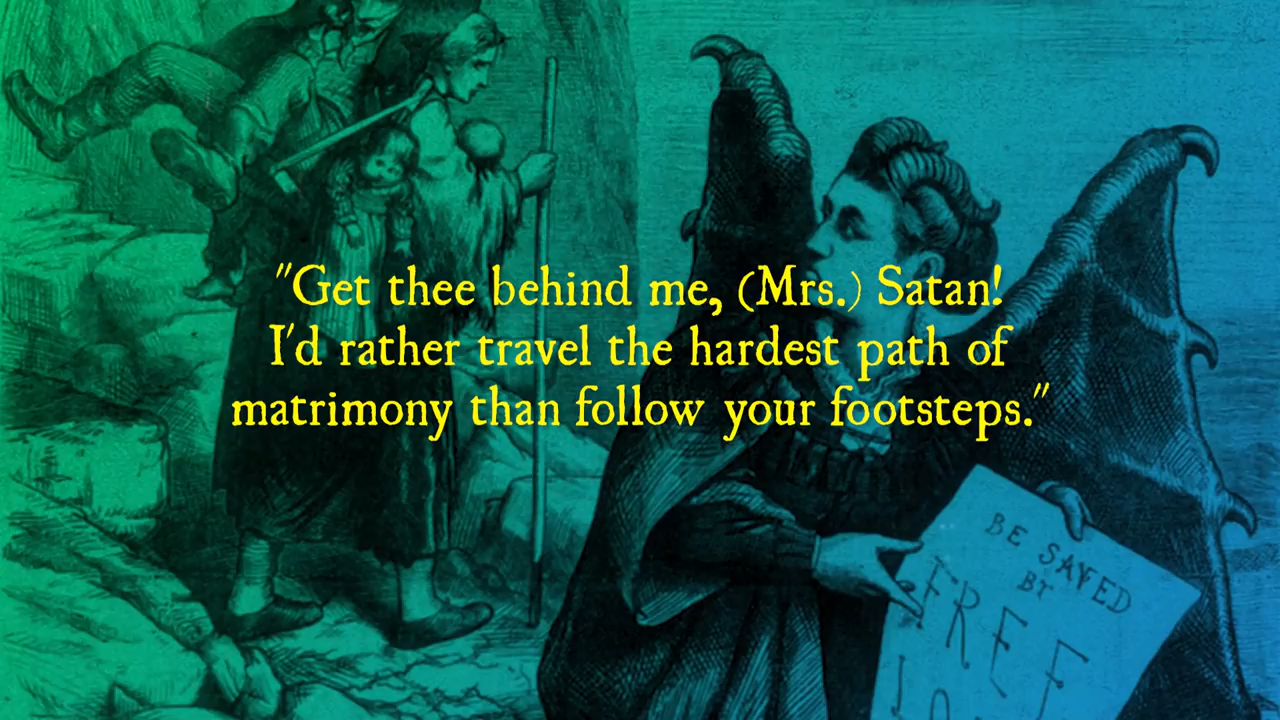 "Get thee behind me, (Mrs.) Satan!
I'd rather travel the hardest path of
matrimony than follow your footsteps."
BE SAVED
BY
FREE